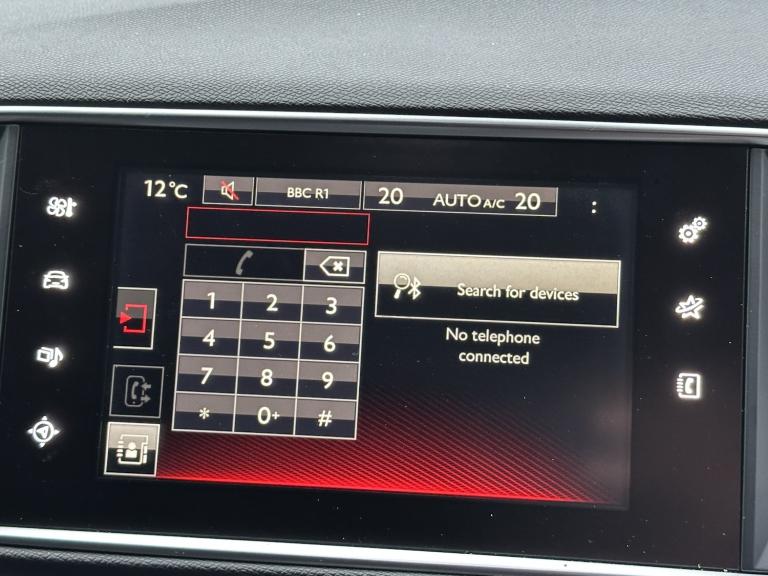 12°C BBC R1 20 AUTO A/C 20
Search for devices
No telephone
connected
1 2 3
4 5 6
7 8 9
* 0+ #